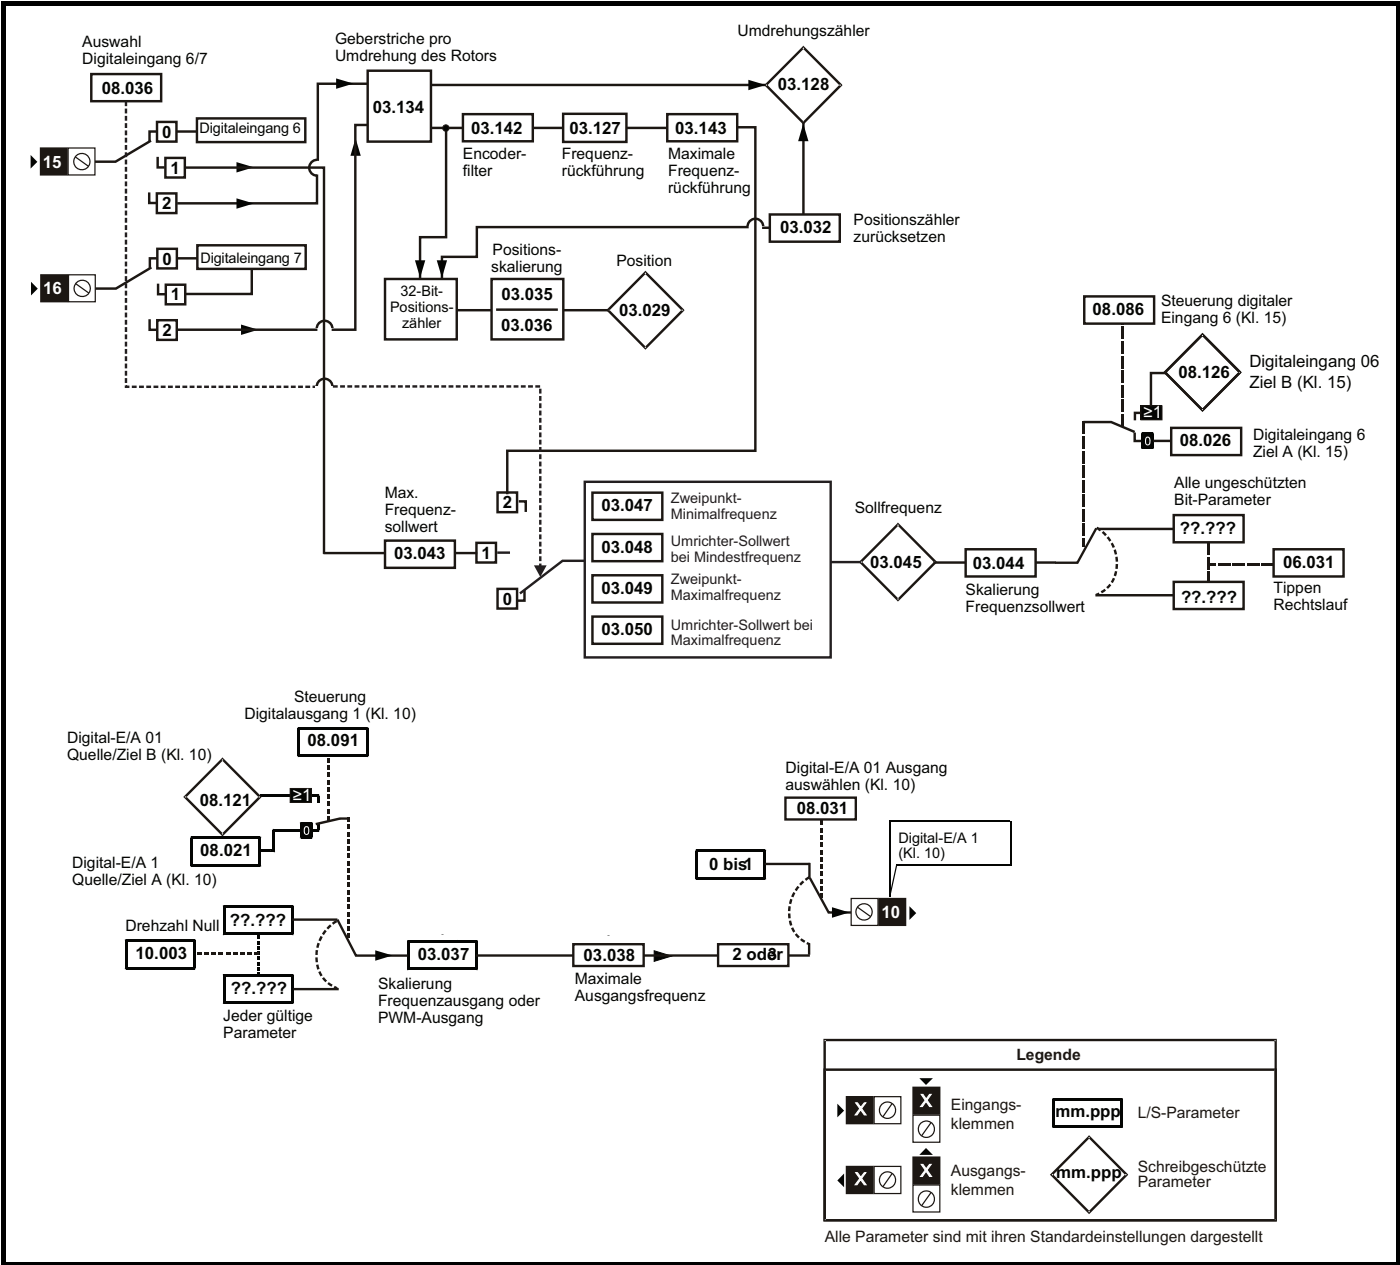 Auswahl
Digitaleingang 6/7
08.036
Geberstriche pro
Umdrehung des Rotors
03.134
Umdrehungszähler
03.128
15
0
Digitaleingang 6
1
2
16
0
Digitaleingang 7
1
2
03.142
Encoder-
filter
03.127
Frequenz-
rückführung
03.143
Maximale
Frequenz-
rückführung
03.032
Positionszähler
zurücksetzen
32-Bit-
Positions-
zähler
Positions-
skalierung
03.035
03.036
Position
03.029
08.086
Steuerung digitaler
Eingang 6 (Kl. 15)
08.126
Digitaleingang 06
Ziel B (Kl. 15)
≥1
0
08.026
Digitaleingang 6
Ziel A (Kl. 15)
Alle ungeschützten
Bit-Parameter
??.???
??.???
06.031
Tippen
Rechtslauf
Max.
Frequenz-
sollwert
03.043
2
1
0
03.047
Zweipunkt-
Minimalfrequenz
03.048
Umrichter-Sollwert
bei Mindestfrequenz
03.049
Zweipunkt-
Maximalfrequenz
03.050
Umrichter-Sollwert bei
Maximalfrequenz
Sollfrequenz
03.045
03.044
Skalierung
Frequenzsollwert
Steuerung
Digitalausgang 1 (Kl. 10)
08.091
Digital-E/A 01
Quelle/Ziel B (Kl. 10)
08.121
≥1
0
08.021
Digital-E/A 1
Quelle/Ziel A (Kl. 10)
Drehzahl Null
10.003
??.???
??.???
Jeder gültige
Parameter
03.037
Skalierung
Frequenzausgang oder
PWM-Ausgang
03.038
Maximale
Ausgangsfrequenz
Digital-E/A 01 Ausgang
auswählen (Kl. 10)
08.031
0 bis1
2 oder
10
Digital-E/A 1
(Kl. 10)
Legende
X
X
Eingangs-
klemmen
mm.ppp
L/S-Parameter
X
X
Ausgangs-
klemmen
mm.ppp
Schreibgeschützte
Parameter
Alle Parameter sind mit ihren Standardeinstellungen dargestellt